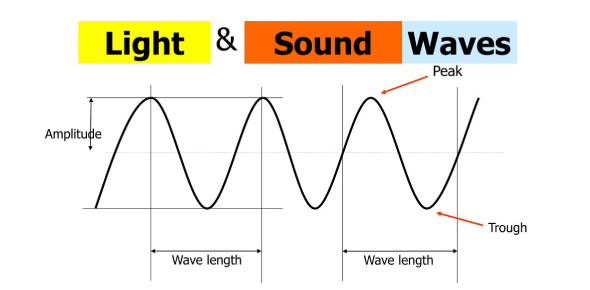 Light & Sound Waves
Peak
Amplitude
Trough
Wave length
Wave length